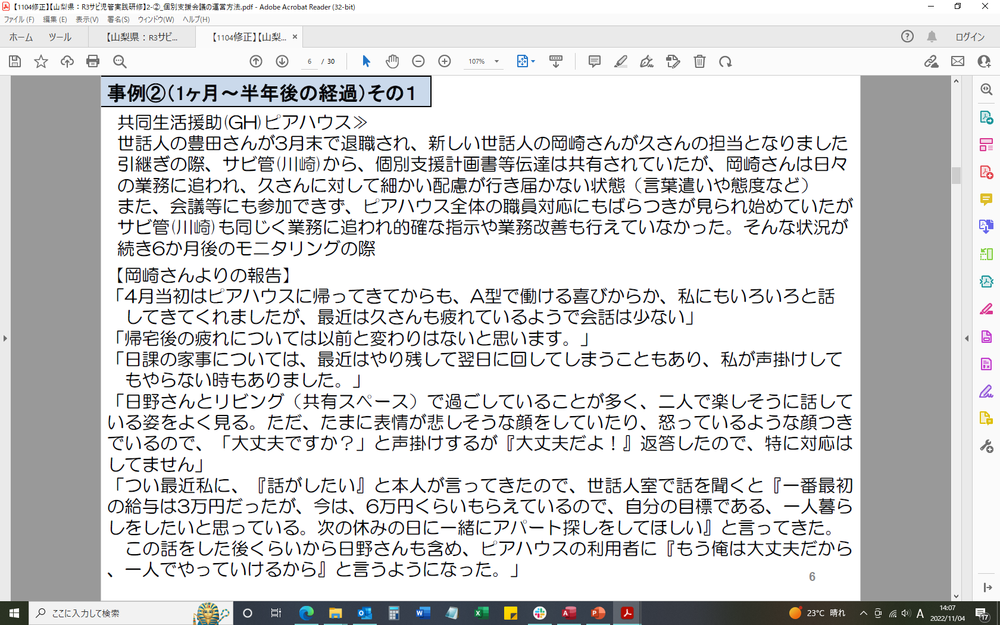 【1104修正】【山梨県：R3サビ児管実践研修】2-②_個別支援会議の運営方法.pdf - Adobe Acrobat Reader (32-bit)
ファイル(F) 編集(E) 表示(V) 署名(S) ウィンドウ(W) ヘルプ(H)
ホーム ツール 【山梨県：R3サビ... 【1104修正】【山梨... × ログイン
6 / 30 107%
事例②（1ヶ月～半年後の経過）その１
共同生活援助(GH)ピアハウス≫
世話人の豊田さんが3月末で退職され、新しい世話人の岡崎さんが久さんの担当となりました
引継ぎの際、サビ管(川崎)から、個別支援計画書等伝達は共有されていたが、岡崎さんは日々
の業務に追われ、久さんに対して細かい配慮が行き届かない状態（言葉遣いや態度など）
また、会議等にも参加できず、ピアハウス全体の職員対応にもばらつきが見られ始めていたが
サビ管(川崎)も同じく業務に追われ的確な指示や業務改善も行えていなかった。そんな状況が
続き6か月後のモニタリングの際
【岡崎さんよりの報告】
「4月当初はピアハウスに帰ってきてからも、A型で働ける喜びからか、私にもいろいろと話
してきてくれましたが、最近は久さんも疲れているようで会話は少ない」
「帰宅後の疲れについては以前と変わりはないと思います。」
「日課の家事については、最近はやり残して翌日に回してしまうこともあり、私が声掛けして
もやらない時もありました。」
「日野さんとリビング（共有スペース）で過ごしていることが多く、二人で楽しそうに話して
いる姿をよく見る。ただ、たまに表情が悲しそうな顔をしていたり、怒っているような顔つき
でいるので、「大丈夫ですか？」と声掛けするが『大丈夫だよ！』返答したので、特に対応は
してません」
「つい最近私に、『話がしたい』と本人が言ってきたので、世話人室で話を聞くと『一番最初
の給与は3万円だったが、今は、6万円くらいもらえているので、自分の目標である、一人暮ら
しをしたいと思っている。次の休みの日に一緒にアパート探しをしてほしい』と言ってきた。
この話をした後くらいから日野さんも含め、ピアハウスの利用者に『もう俺は大丈夫だから
、一人でやっていけるから』と言うようになった。」
6
ここに入力して検索
23°C 晴れ A 14:07
2022/11/04 17